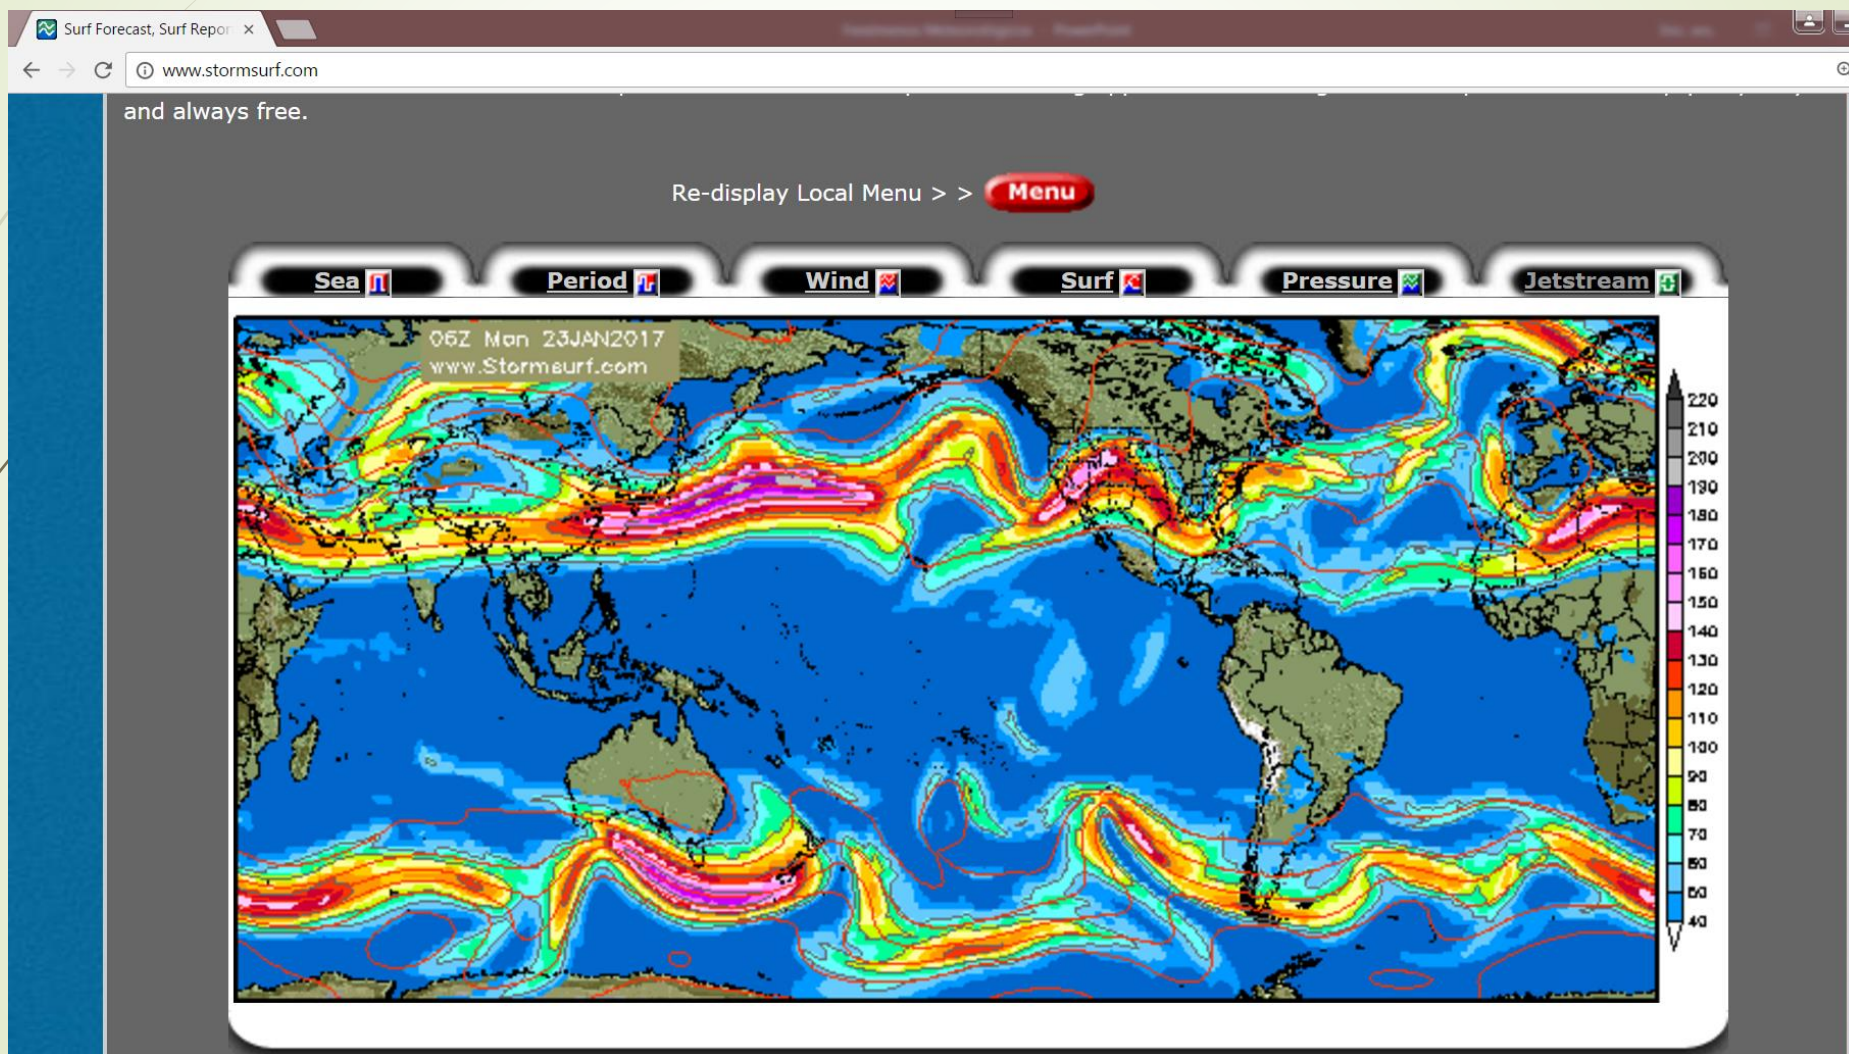 Surf Forecast, Surf Repor
www.stormsurf.com
and always free.
Re-display Local Menu > > Menu
Sea Period Wind Surf Pressure Jetstream
06Z Mon 23JAN2017
www.Stormsurf.com
220
210
200
190
180
170
160
150
140
130
120
110
100
90
80
70
60
50
40